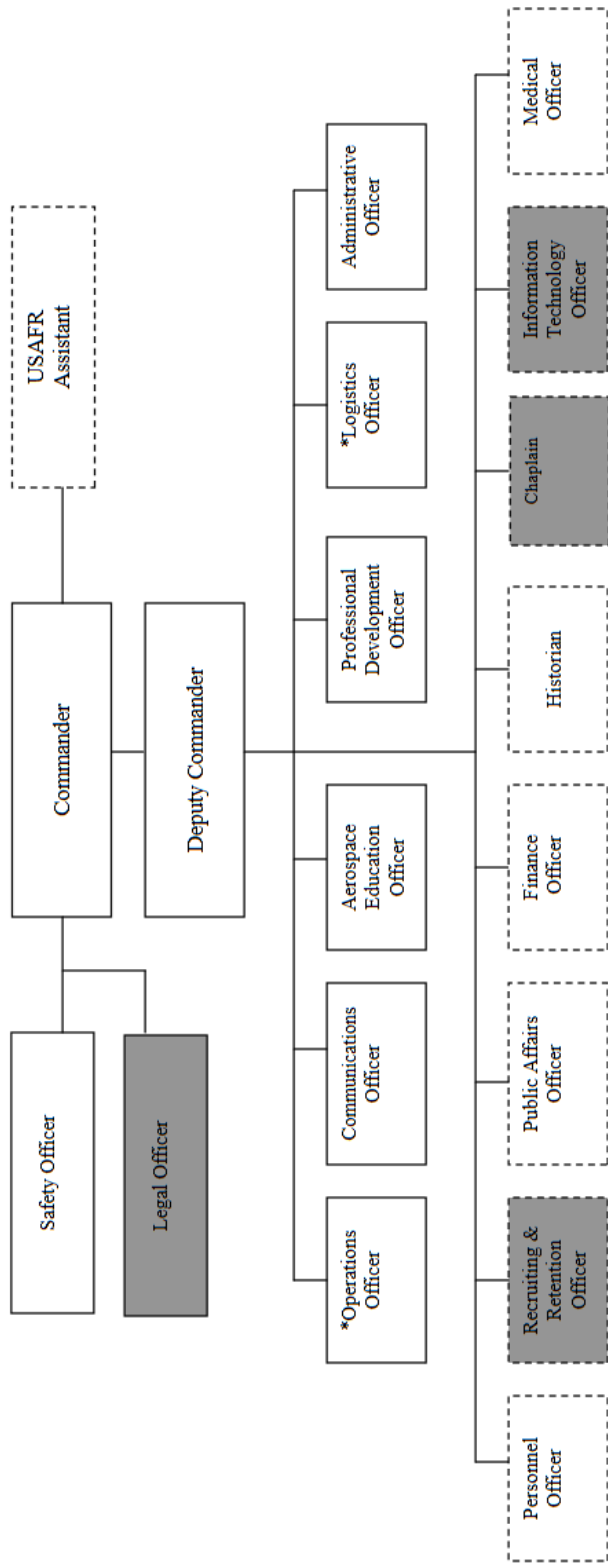 USAFR
Assistant
Commander
Safety Officer
Legal Officer
Deputy Commander
*Operations
Officer
Communications
Officer
Aerospace
Education
Officer
Professional
Development
Officer
*Logistics
Officer
Administrative
Officer
Personnel
Officer
Recruiting &
Retention
Officer
Public Affairs
Officer
Finance
Officer
Historian
Chaplain
Information
Technology
Officer
Medical
Officer